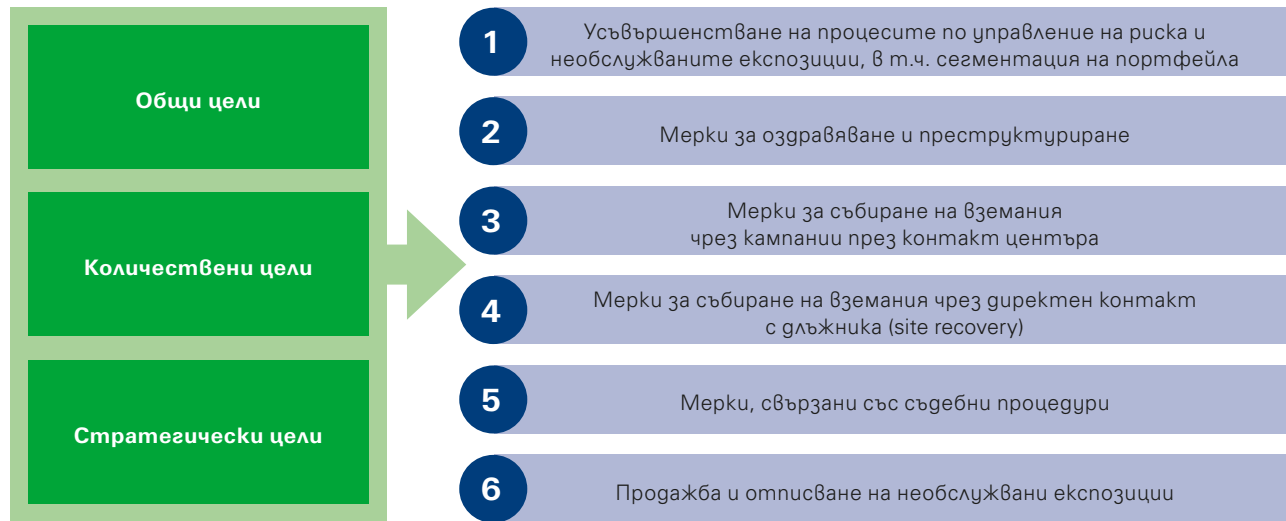 Общи цели
Количествени цели
Стратегически цели
1
Усъвършенстване на процесите по управление на риска и
необслужваните експозиции, в т.ч. сегментация на портфейла
2
Мерки за оздравяване и преструктуриране
3
Мерки за събиране на вземания
чрез кампании през контакт центъра
4
Мерки за събиране на вземания чрез директен контакт
с длъжника (site recovery)
5
Мерки, свързани със съдебни процедури
6
Продажба и отписване на необслужвани експозиции